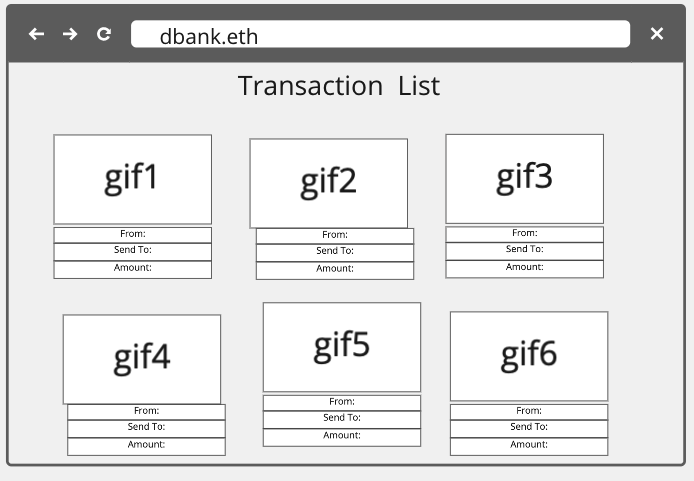 dbank.eth
Transaction List
gif1
From:
Send To:
Amount:
gif2
From:
Send To:
Amount:
gif3
From:
Send To:
Amount:
gif4
From:
Send To:
Amount:
gif5
From:
Send To:
Amount:
gif6
From:
Send To:
Amount: